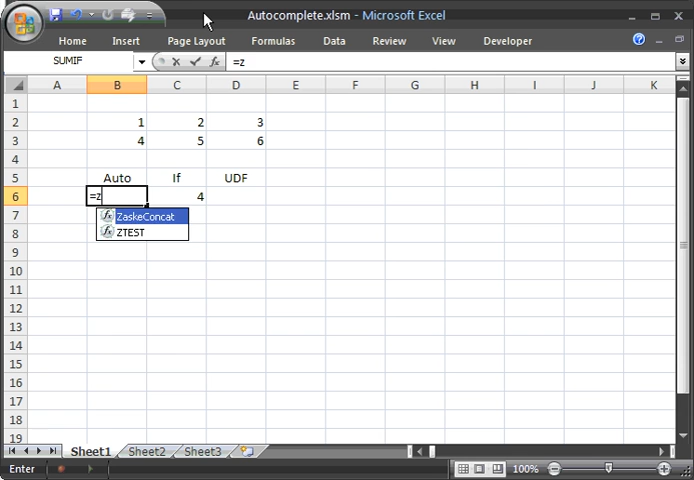 Autocomplete.xlsm - Microsoft Excel
Home Insert Page Layout Formulas Data Review View Developer
SUMIF =z
A B C D E F G H I J K
1
2 1 2 3
3 4 5 6
4
5 Auto If UDF
6 =z 4
7 ZaskeConcat
8 ZTEST
9
10
11
12
13
14
15
16
17
18
19
Sheet1 Sheet2 Sheet3
Enter 100%